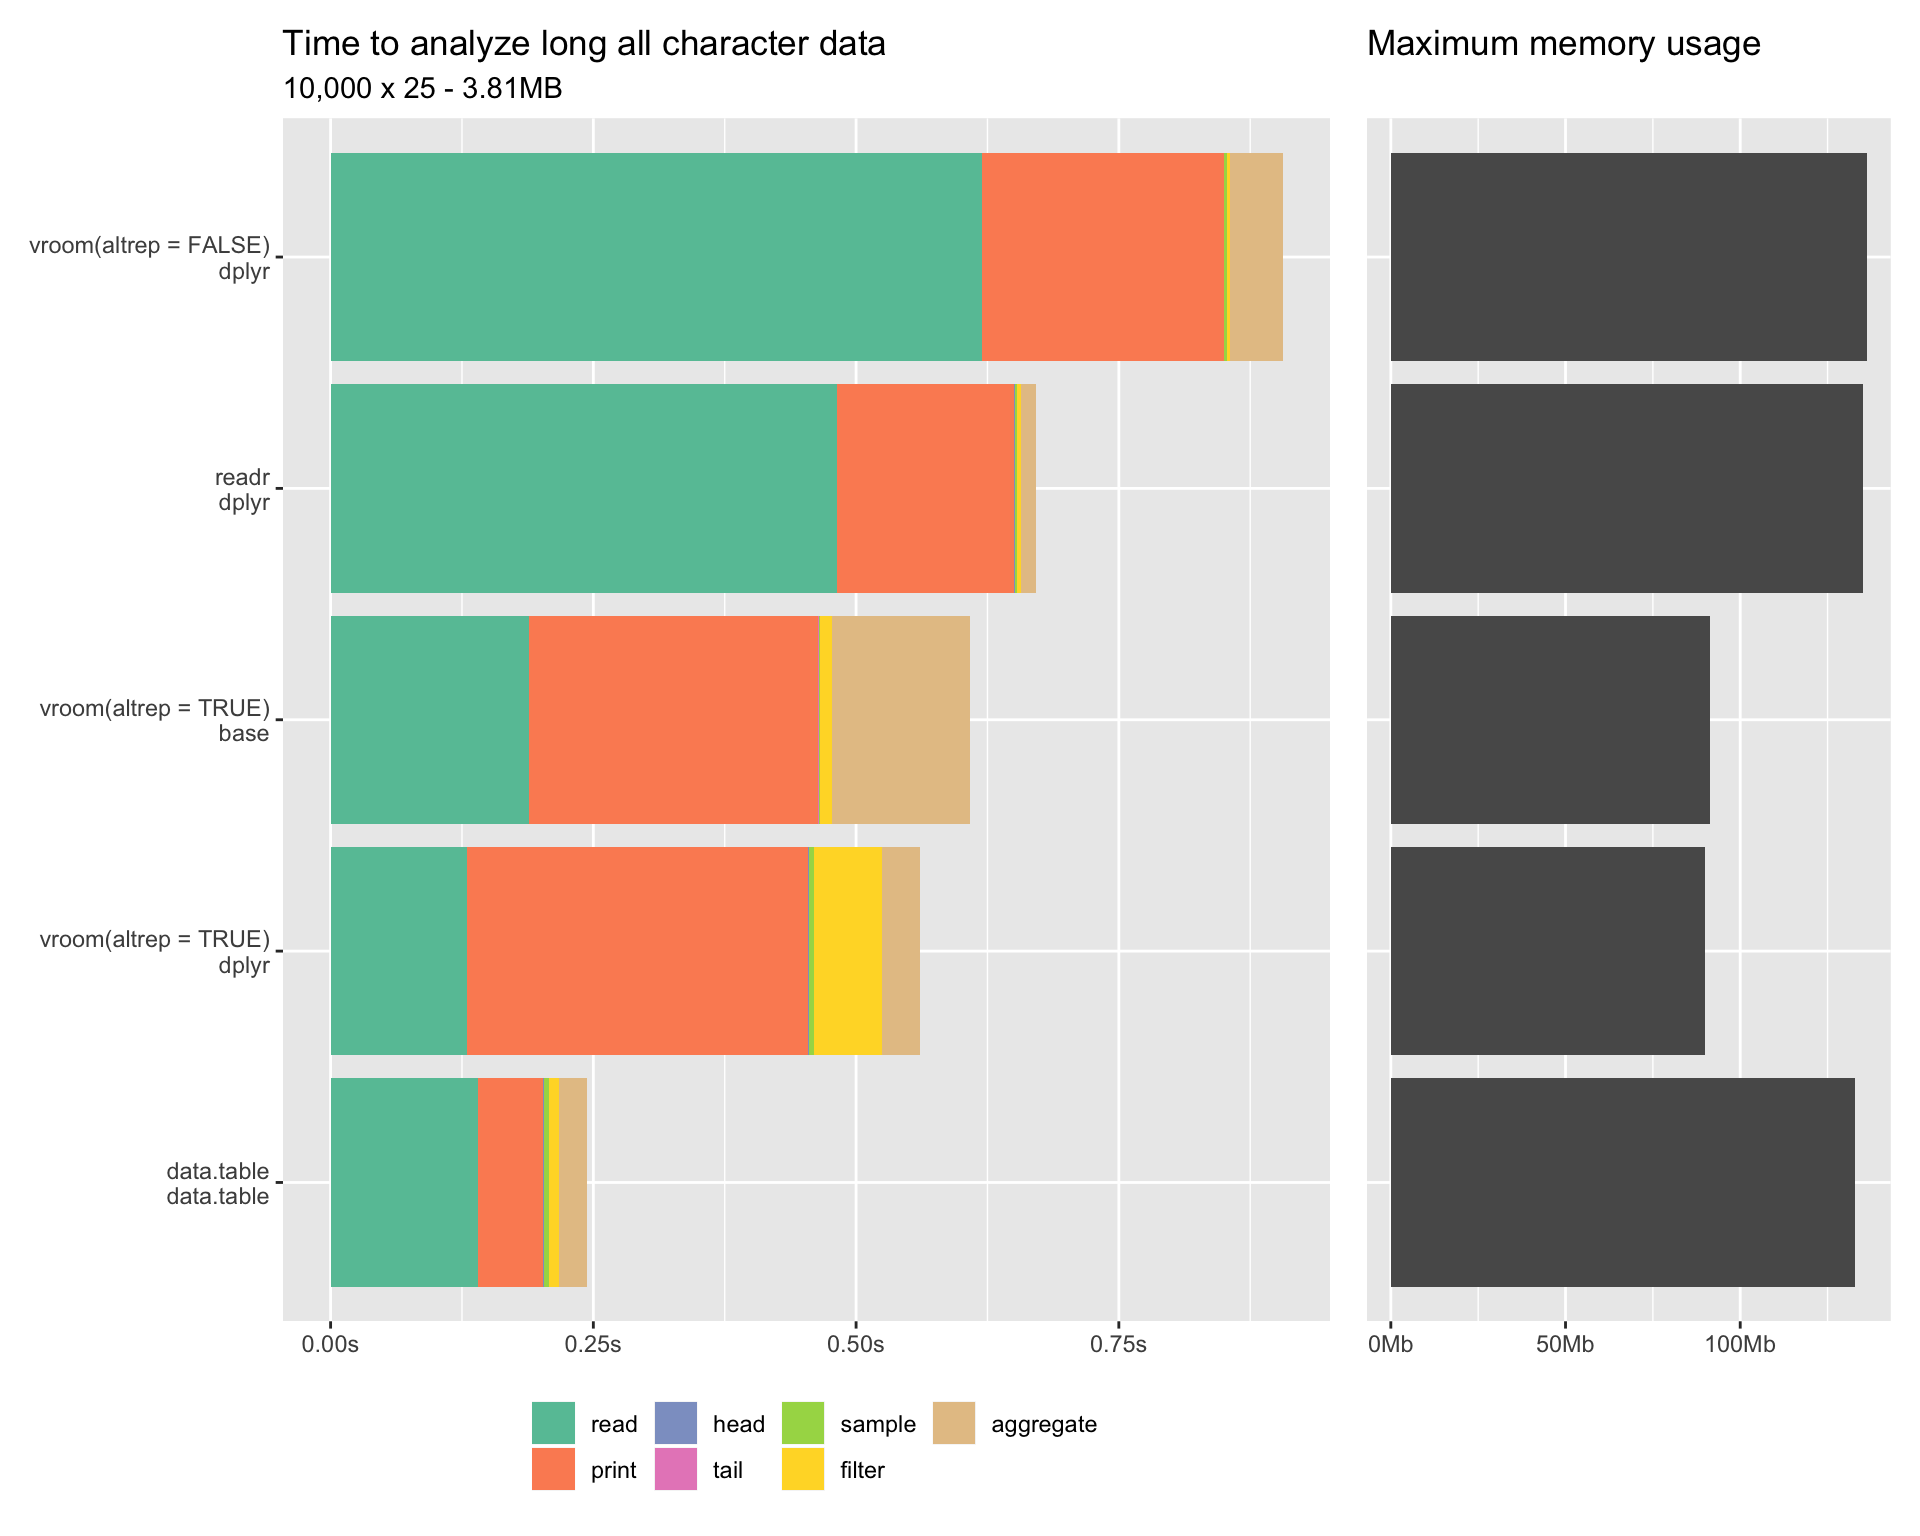 Time to analyze long all character data
10,000 x 25 - 3.81MB
Maximum memory usage
vroom(altrep = FALSE)
dplyr
readr
dplyr
vroom(altrep = TRUE)
base
vroom(altrep = TRUE)
dplyr
data.table
data.table
0.00s
0.25s
0.50s
0.75s
0Mb
50Mb
100Mb
read
head
sample
aggregate
print
tail
filter